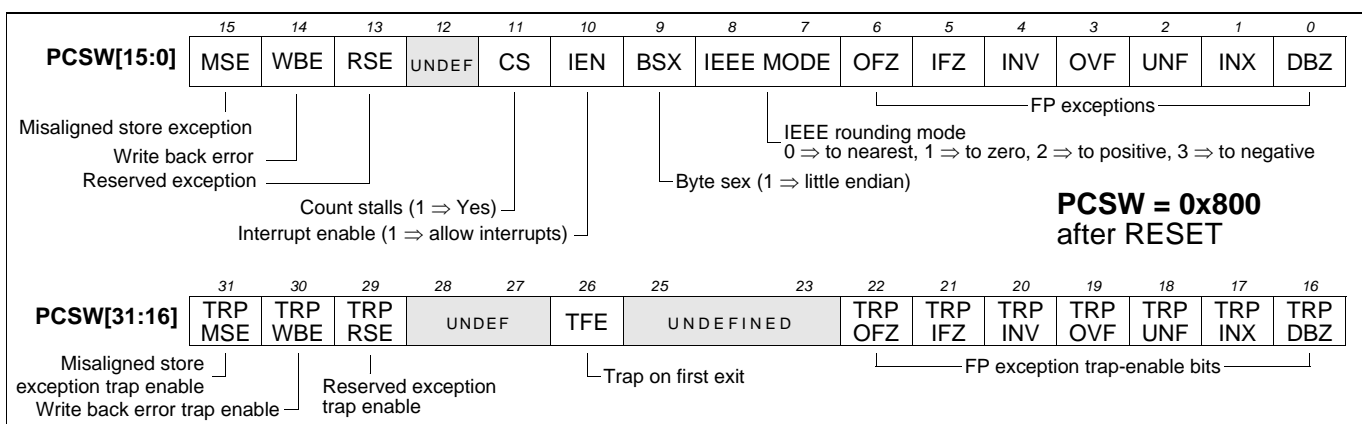 15 14 13 12 11 10 9 8 7 6 5 4 3 2 1 0
PCSW[15:0] MSE WBE RSE UNDEF CS IEN BSX IEEE MODE OFZ IFZ INV OVF UNF INX DBZ
FP exceptions
Misaligned store exception
Write back error
Reserved exception
IEEE rounding mode
0 ⇒ to nearest, 1 ⇒ to zero, 2 ⇒ to positive, 3 ⇒ to negative
Byte sex (1 ⇒ little endian)
Count stalls (1 ⇒ Yes)
Interrupt enable (1 ⇒ allow interrupts)
PCSW = 0x800
after RESET
31 30 29 28 27 26 25 23 22 21 20 19 18 17 16
PCSW[31:16] TRP MSE TRP WBE TRP RSE UNDEF TFE UNDEFINED TRP OFZ TRP IFZ TRP INV TRP OVF TRP UNF TRP INX TRP DBZ
Misaligned store
exception trap enable
Write back error trap enable
Reserved exception
trap enable
Trap on first exit
FP exception trap-enable bits